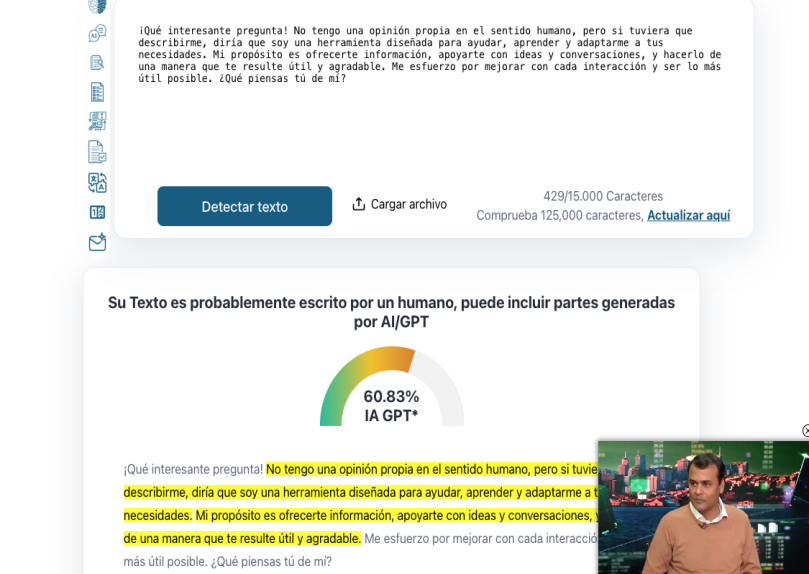 ¡Qué interesante pregunta! No tengo una opinión propia en el sentido humano, pero si tuviera que
describirme, diría que soy una herramienta diseñada para ayudar, aprender y adaptarme a tus
necesidades. Mi propósito es ofrecerte información, apoyarte con ideas y conversaciones, y hacerlo de
una manera que te resulte útil y agradable. Me esfuerzo por mejorar con cada interacción y ser lo más
útil posible. ¿Qué piensas tú de mí?
Detectar texto
Cargar archivo
429/15.000 Caracteres
Comprueba 125,000 caracteres, Actualizar aquí
Su Texto es probablemente escrito por un humano, puede incluir partes generadas
por AI/GPT
60.83%
IA GPT*
¡Qué interesante pregunta! No tengo una opinión propia en el sentido humano, pero si tuvie
describirme, diría que soy una herramienta diseñada para ayudar, aprender y adaptarme a t
necesidades. Mi propósito es ofrecerte información, apoyarte con ideas y conversaciones, y
de una manera que te resulte útil y agradable. Me esfuerzo por mejorar con cada interacció
más útil posible. ¿Qué piensas tú de mí?